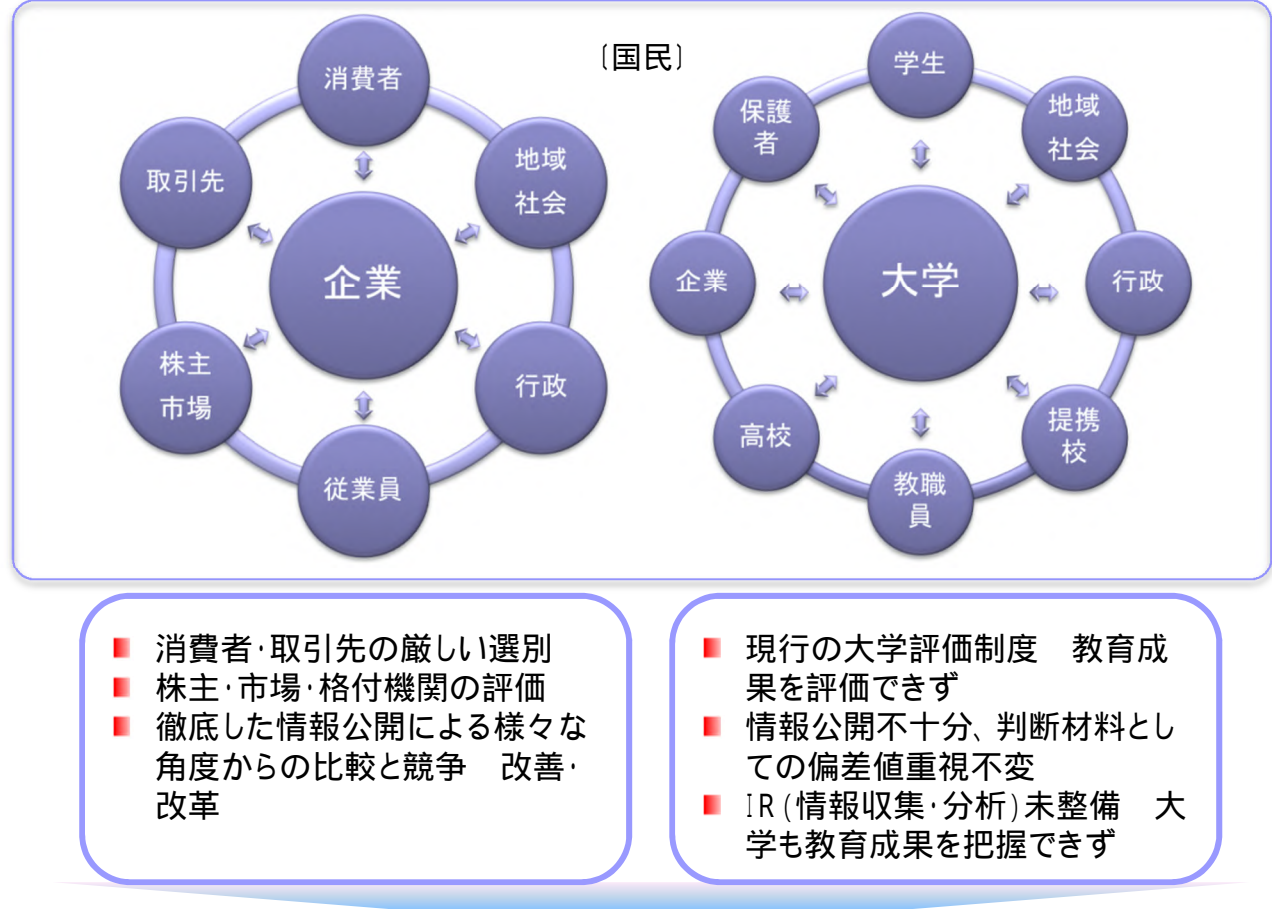 〔国民〕
消費者
地域
社会
行政
従業員
株主
市場
取引先
企業
学生
地域
社会
行政
提携
校
教職
員
高校
企業
保護
者
大学
消費者・取引先の厳しい選別
株主・市場・格付機関の評価
徹底した情報公開による様々な
角度からの比較と競争　改善・
改革
現行の大学評価制度　教育成
果を評価できず
情報公開不十分、判断材料とし
ての偏差値重視不変
IR(情報収集・分析)未整備　大
学も教育成果を把握できず